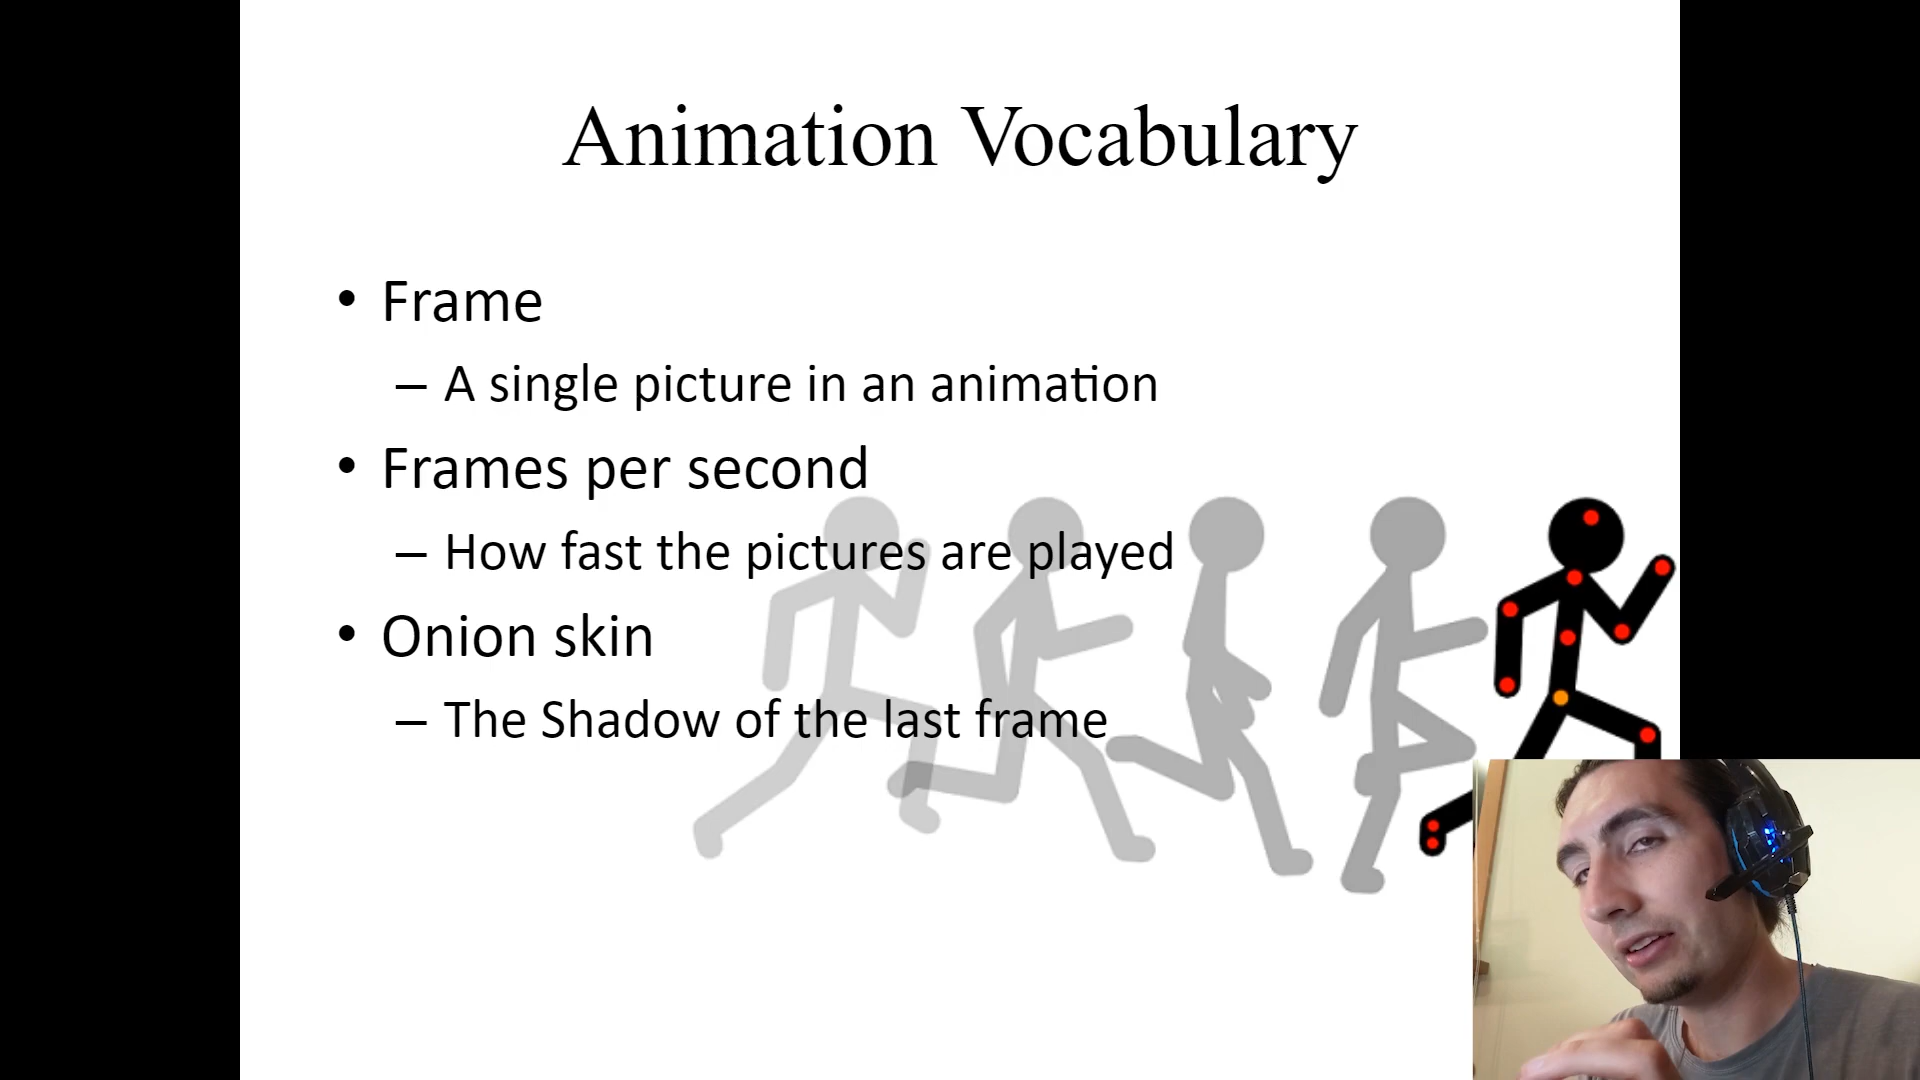 Animation Vocabulary
• Frame
– A single picture in an animation
• Frames per second
– How fast the pictures are played
• Onion skin
– The Shadow of the last frame